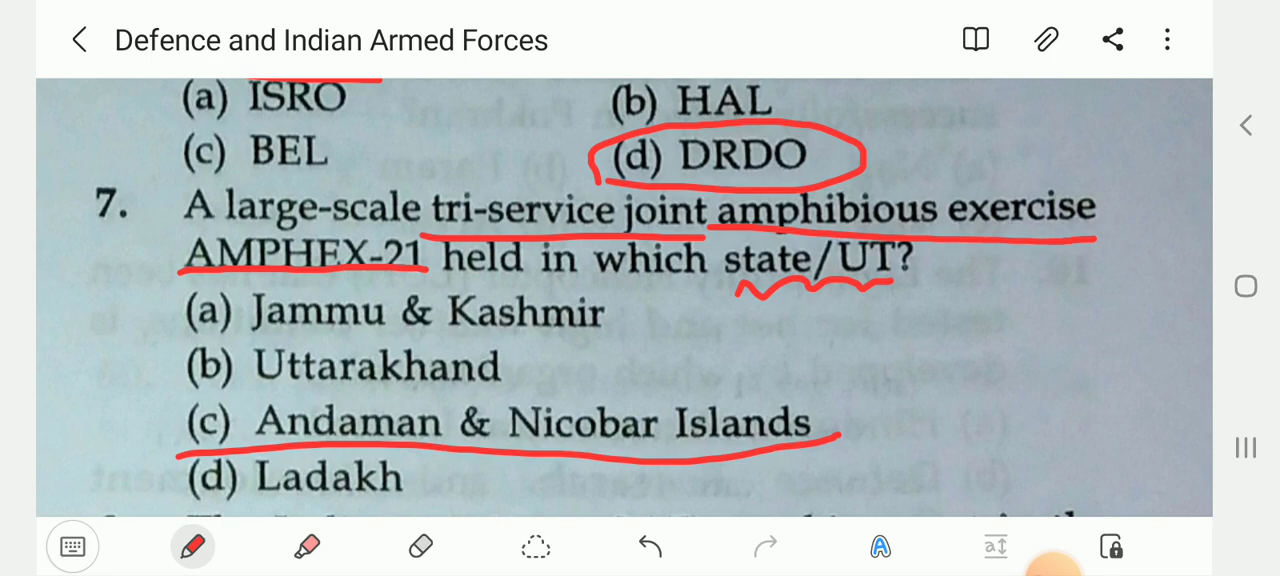 Defence and Indian Armed Forces
(a) ISRO (b) HAL
(c) BEL (d) DRDO
7. A large-scale tri-service joint amphibious exercise
AMPHEX-21 held in which state/UT?
(a) Jammu & Kashmir
(b) Uttarakhand
(c) Andaman & Nicobar Islands
(d) Ladakh